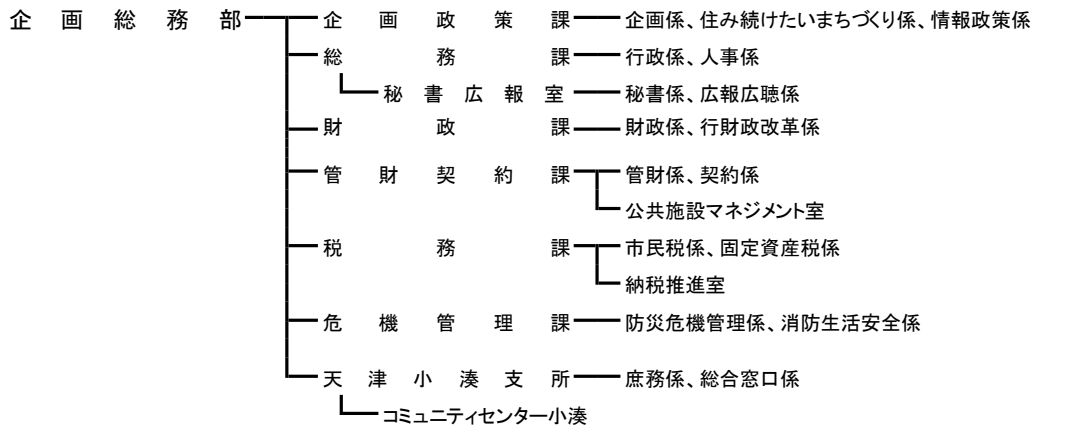 企画総務部 企画政策課 企画係、住み続けたいまちづくり係、情報政策係
総務課 行政係、人事係
秘書広報室 秘書係、広報広聴係
財政課 財政係、行財政改革係
管財契約課 管財係、契約係
公共施設マネジメント室
税務課 市民税係、固定資産税係
納税推進室
危機管理課 防災危機管理係、消防生活安全係
天津小湊支所 庶務係、総合窓口係
コミュニティセンター小湊